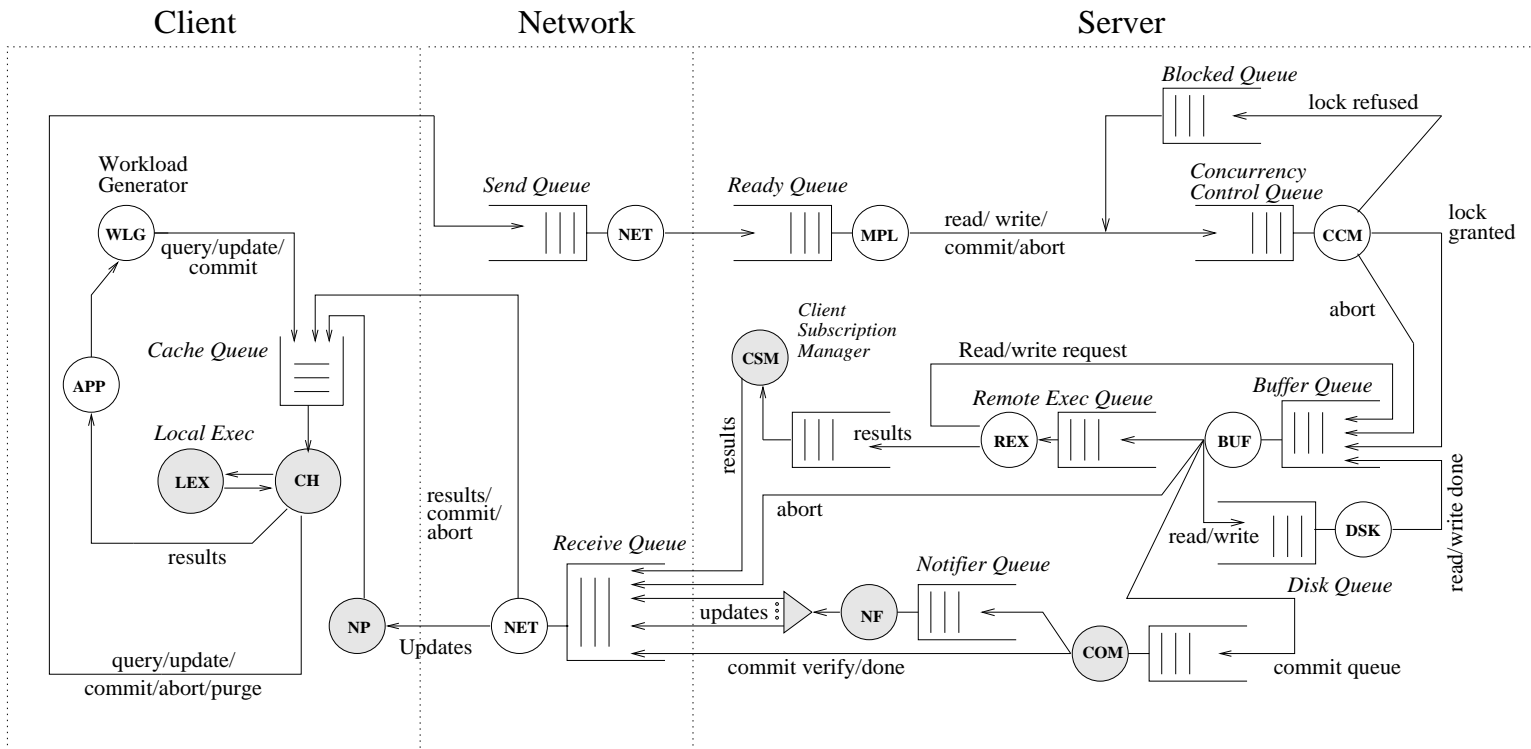 Client
Network
Server
Blocked Queue
lock refused
Workload
Generator
Send Queue
Ready Queue
Concurrency
Control Queue
WLG
NET
MPL
CCM
query/update/
commit
read/ write/
commit/abort
lock
granted
abort
Client
Subscription
Manager
CSM
Cache Queue
APP
Read/write request
Remote Exec Queue
Buffer Queue
Local Exec
LEX
CH
results
results
REX
BUF
results/
commit/
abort
abort
read/write
DSK
read/write done
results
Receive Queue
Notifier Queue
Disk Queue
updates
NF
NP
Updates
NET
COM
query/update/
commit/abort/purge
commit verify/done
commit queue